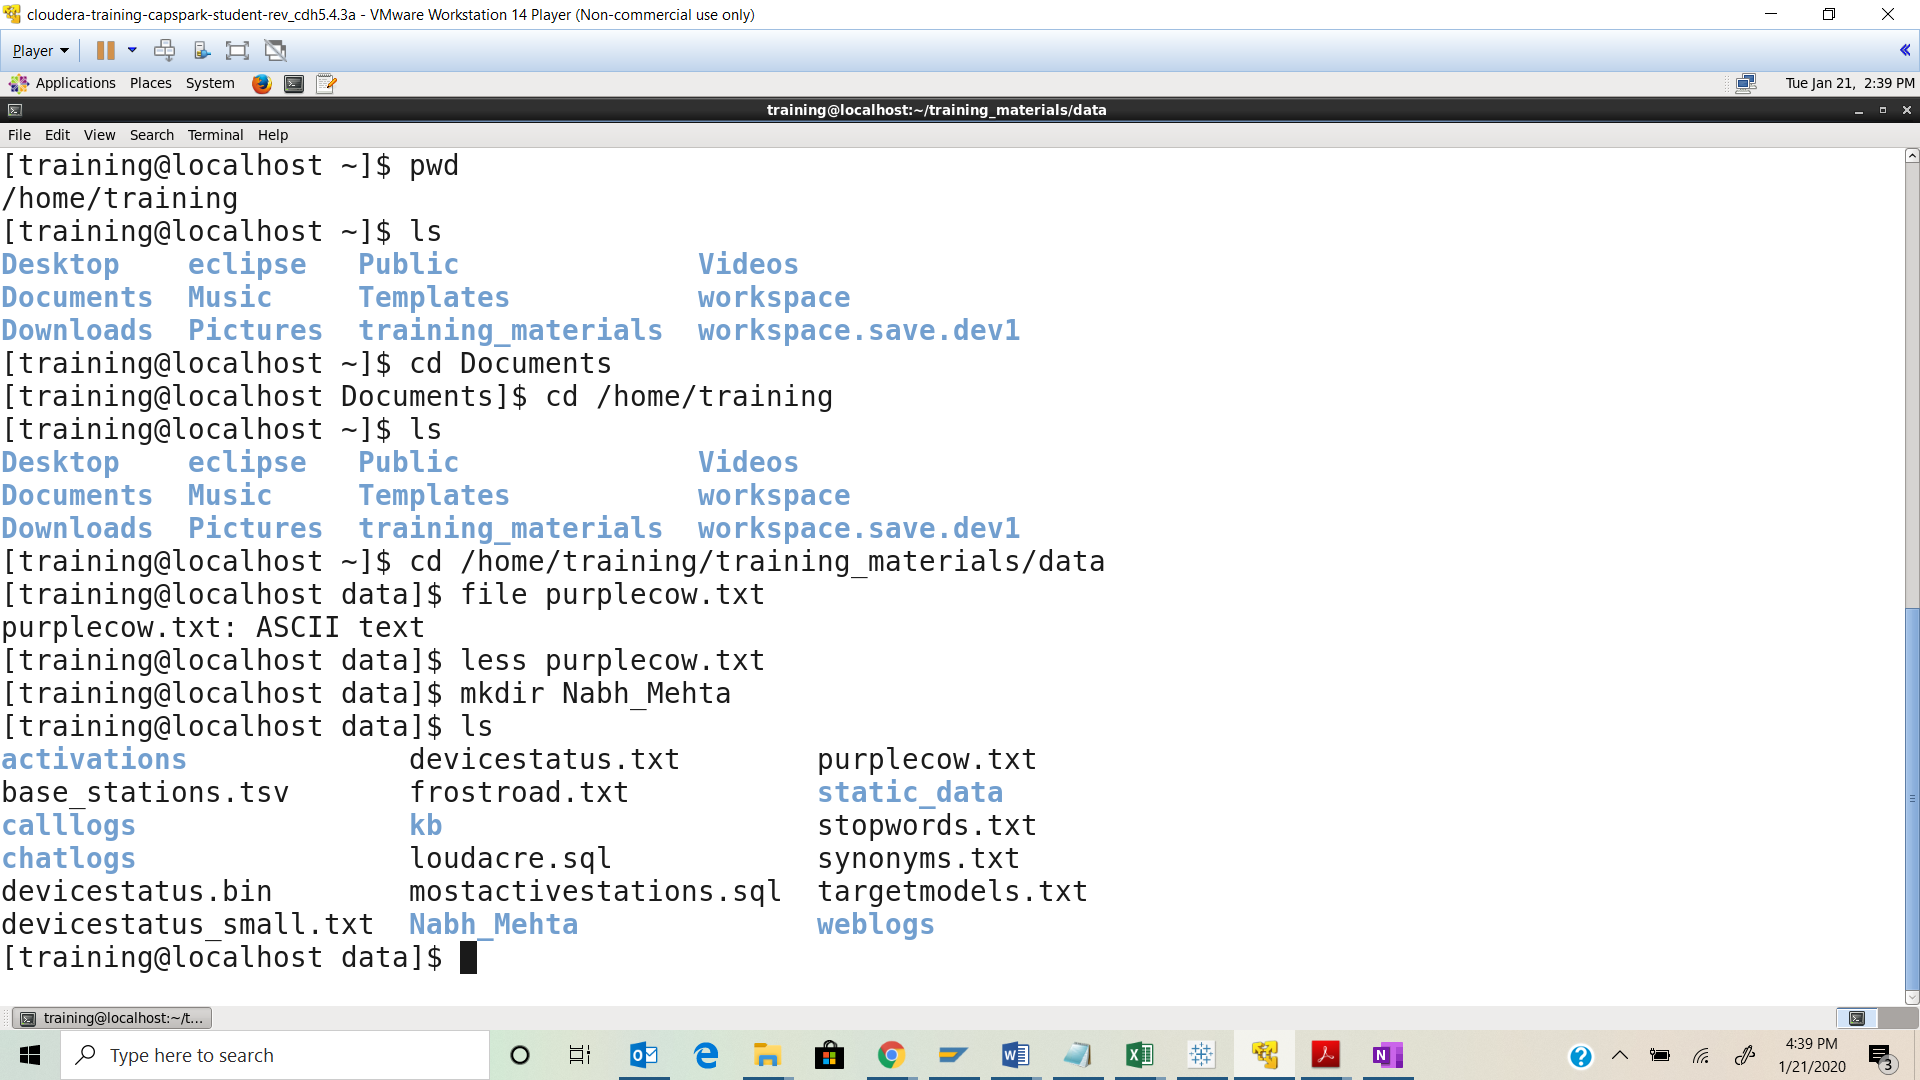 cloudera-training-capspark-student-rev_cdh5.4.3a - VMware Workstation 14 Player (Non-commercial use only)
Player
Applications Places System Tue Jan 21, 2:39 PM
training@localhost:~/training_materials/data
File Edit View Search Terminal Help
[training@localhost ~]$ pwd
/home/training
[training@localhost ~]$ ls
Desktop eclipse Public Videos
Documents Music Templates workspace
Downloads Pictures training_materials workspace.save.dev1
[training@localhost ~]$ cd Documents
[training@localhost Documents]$ cd /home/training
[training@localhost ~]$ ls
Desktop eclipse Public Videos
Documents Music Templates workspace
Downloads Pictures training_materials workspace.save.dev1
[training@localhost ~]$ cd /home/training/training_materials/data
[training@localhost data]$ file purplecow.txt
purplecow.txt: ASCII text
[training@localhost data]$ less purplecow.txt
[training@localhost data]$ mkdir Nabh_Mehta
[training@localhost data]$ ls
activations devicestatus.txt purplecow.txt
base_stations.tsv frostroad.txt static_data
calllogs kb stopwords.txt
chatlogs loudacre.sql synonyms.txt
devicestatus.bin mostactivestations.sql targetmodels.txt
devicestatus_small.txt Nabh_Mehta weblogs
[training@localhost data]$
training@localhost:~/t...
Type here to search
4:39 PM
1/21/2020
3